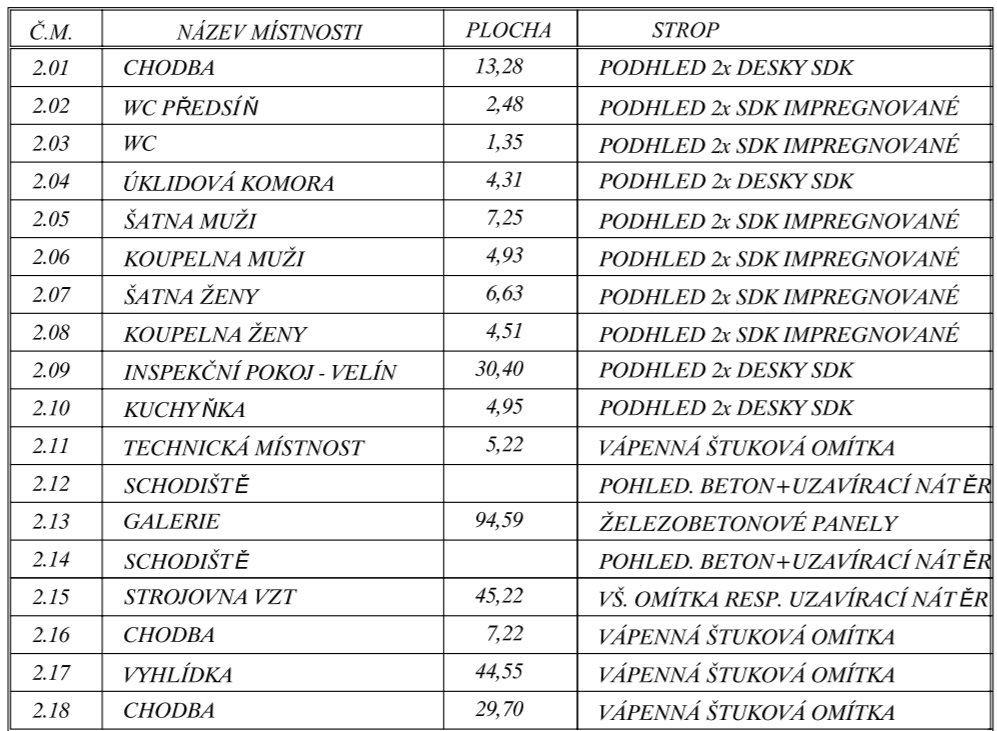 Č.M. NÁZEV MÍSTNOSTI PLOCHA STROP
2.01 CHODBA 13,28 PODHLED 2x DESKY SDK
2.02 WC PŘEDSÍŇ 2,48 PODHLED 2x SDK IMPREGNOVANÉ
2.03 WC 1,35 PODHLED 2x SDK IMPREGNOVANÉ
2.04 ÚKLIDOVÁ KOMORA 4,31 PODHLED 2x DESKY SDK
2.05 ŠATNA MUŽI 7,25 PODHLED 2x SDK IMPREGNOVANÉ
2.06 KOUPELNA MUŽI 4,93 PODHLED 2x SDK IMPREGNOVANÉ
2.07 ŠATNA ŽENY 6,63 PODHLED 2x SDK IMPREGNOVANÉ
2.08 KOUPELNA ŽENY 4,51 PODHLED 2x SDK IMPREGNOVANÉ
2.09 INSPEKČNÍ POKOJ - VELÍN 30,40 PODHLED 2x DESKY SDK
2.10 KUCHYŇKA 4,95 PODHLED 2x DESKY SDK
2.11 TECHNICKÁ MÍSTNOST 5,22 VÁPENNÁ ŠTUKOVÁ OMÍTKA
2.12 SCHODIŠTĚ POHLED. BETON+UZAVÍRACÍ NÁTĚR
2.13 GALERIE 94,59 ŽELEZOBETONOVÉ PANELY
2.14 SCHODIŠTĚ POHLED. BETON+UZAVÍRACÍ NÁTĚR
2.15 STROJOVNA VZT 45,22 VŠ. OMÍTKA RESP. UZAVÍRACÍ NÁTĚR
2.16 CHODBA 7,22 VÁPENNÁ ŠTUKOVÁ OMÍTKA
2.17 VYHLÍDKA 44,55 VÁPENNÁ ŠTUKOVÁ OMÍTKA
2.18 CHODBA 29,70 VÁPENNÁ ŠTUKOVÁ OMÍTKA